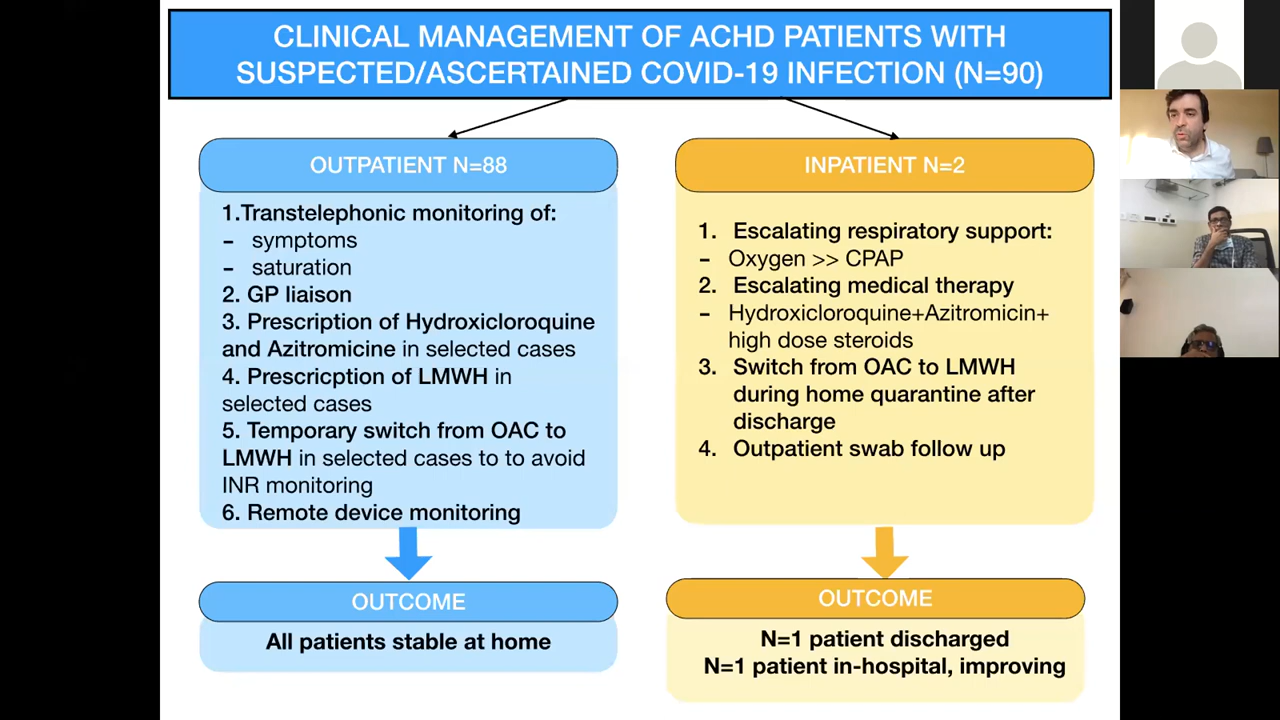 CLINICAL MANAGEMENT OF ACHD PATIENTS WITH
SUSPECTED/ASCERTAINED COVID-19 INFECTION (N=90)
OUTPATIENT N=88
1.Transtelephonic monitoring of:
- symptoms
- saturation
2. GP liaison
3. Prescription of Hydroxicloroquine
and Azitromicine in selected cases
4. Prescricption of LMWH in
selected cases
5. Temporary switch from OAC to
LMWH in selected cases to to avoid
INR monitoring
6. Remote device monitoring
OUTCOME
All patients stable at home
INPATIENT N=2
1. Escalating respiratory support:
- Oxygen >> CPAP
2. Escalating medical therapy
- Hydroxicloroquine+Azitromicin+
high dose steroids
3. Switch from OAC to LMWH
during home quarantine after
discharge
4. Outpatient swab follow up
OUTCOME
N=1 patient discharged
N=1 patient in-hospital, improving